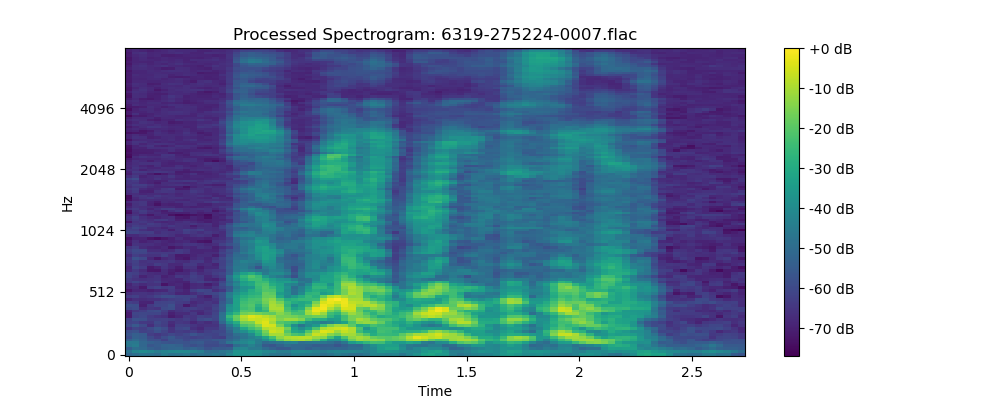 Processed Spectrogram: 6319-275224-0007.flac
+0 dB
4096
-10 dB
-20 dB
2048
-30 dB
Hz
1024
-40 dB
-50 dB
512
-60 dB
-70 dB
0
0 0.5 1 1.5 2 2.5
Time